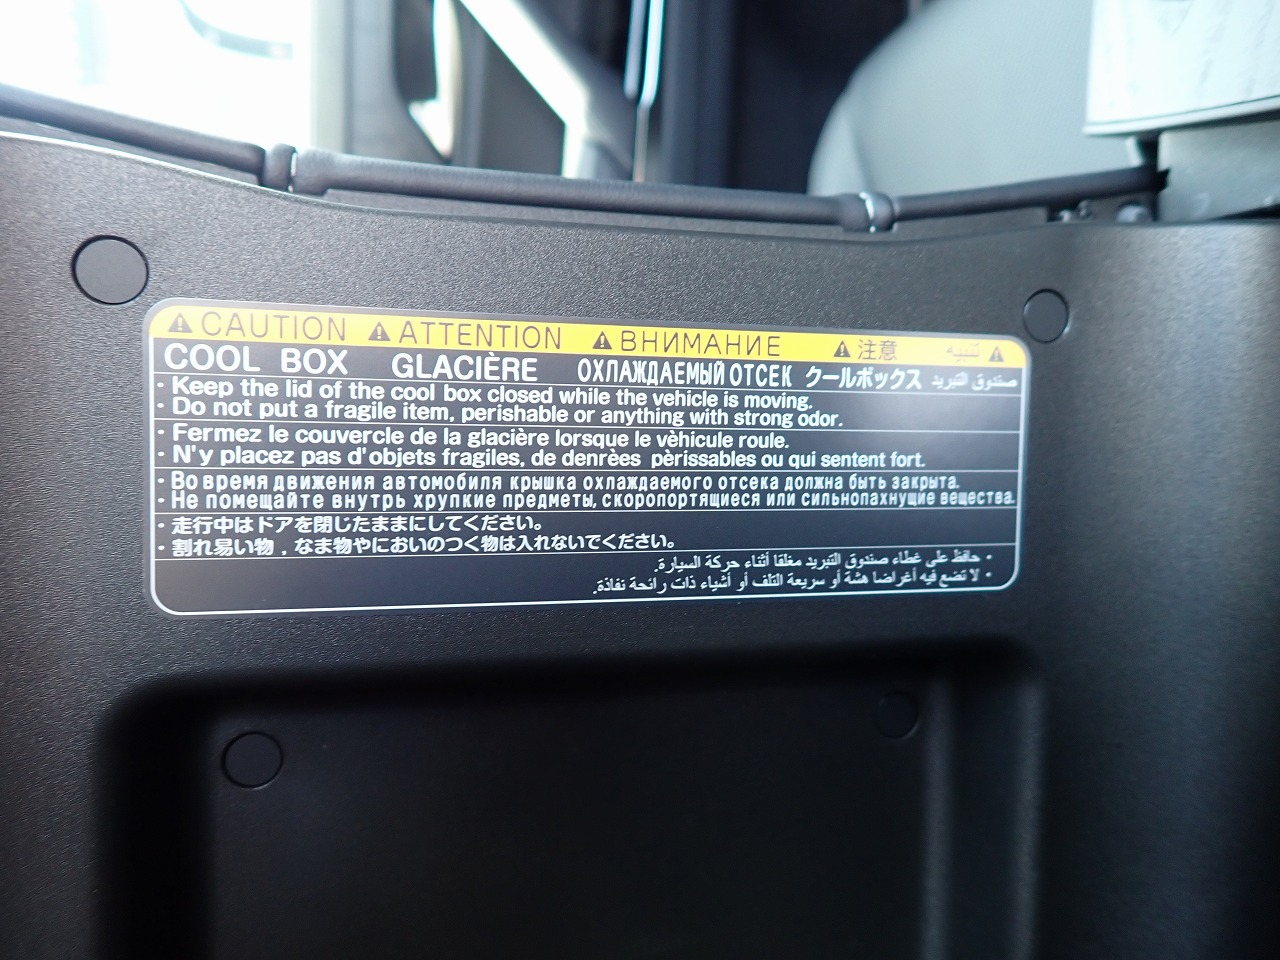 CAUTION ATTENTION ВНИМАНИЕ 注意 تنبيه
COOL BOX GLACIÈRE ОХЛАЖДАЕМЫЙ ОТСЕК クールボックス صندوق التبريد
· Keep the lid of the cool box closed while the vehicle is moving.
· Do not put a fragile item, perishable or anything with strong odor.
· Fermez le couvercle de la glacière lorsque le vèhicule roule.
· N'y placez pas d'objets fragiles, de denrèes pèrissables ou qui sentent fort.
· Во время движения автомобиля крышка охлаждаемого отсека должна быть закрыта.
· Не помещайте внутрь хрупкие предметы, скоропортящиеся или сильнопахнущие вещества.
· 走行中はドアを閉じたままにしてください。
· 割れ易い物，なま物やにおいのつく物は入れないでください。
· حافظ على غطاء صندوق التبريد مغلقا أثناء حركة السيارة.
· لا تضع فيه أغراضا هشة أو سريعة التلف أو أشياء ذات رائحة نفاذة.